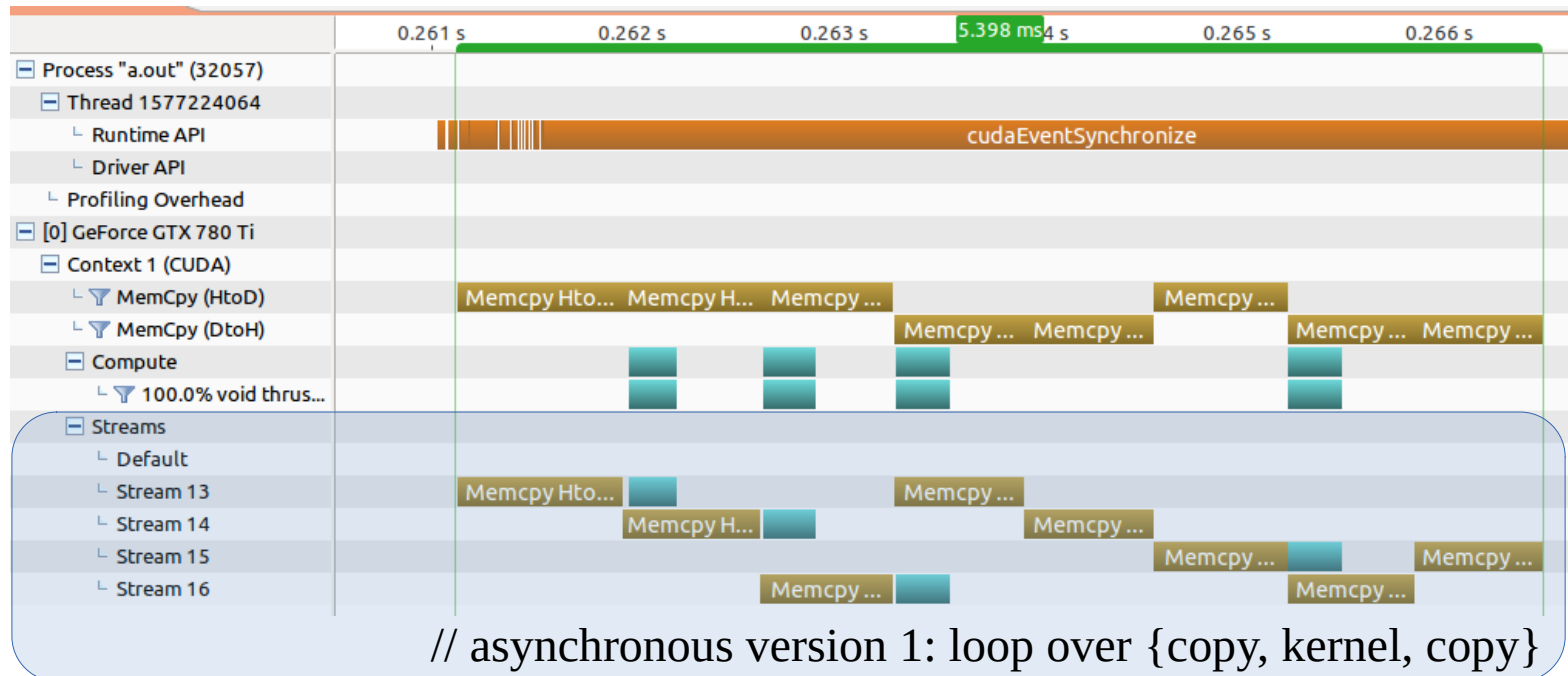 0.261 s 0.262 s 0.263 s 5.398 ms 4 s 0.265 s 0.266 s
Process "a.out" (32057)
Thread 1577224064
Runtime API cudaEventSynchronize
Driver API
Profiling Overhead
[0] GeForce GTX 780 Ti
Context 1 (CUDA)
MemCpy (HtoD) Memcpy Hto... Memcpy H... Memcpy ... Memcpy ...
MemCpy (DtoH) Memcpy ... Memcpy ... Memcpy ... Memcpy ...
Compute
100.0% void thrus...
Streams
Default
Stream 13 Memcpy Hto... Memcpy ...
Stream 14 Memcpy H... Memcpy ...
Stream 15 Memcpy ... Memcpy ...
Stream 16 Memcpy ... Memcpy ...
// asynchronous version 1: loop over {copy, kernel, copy}